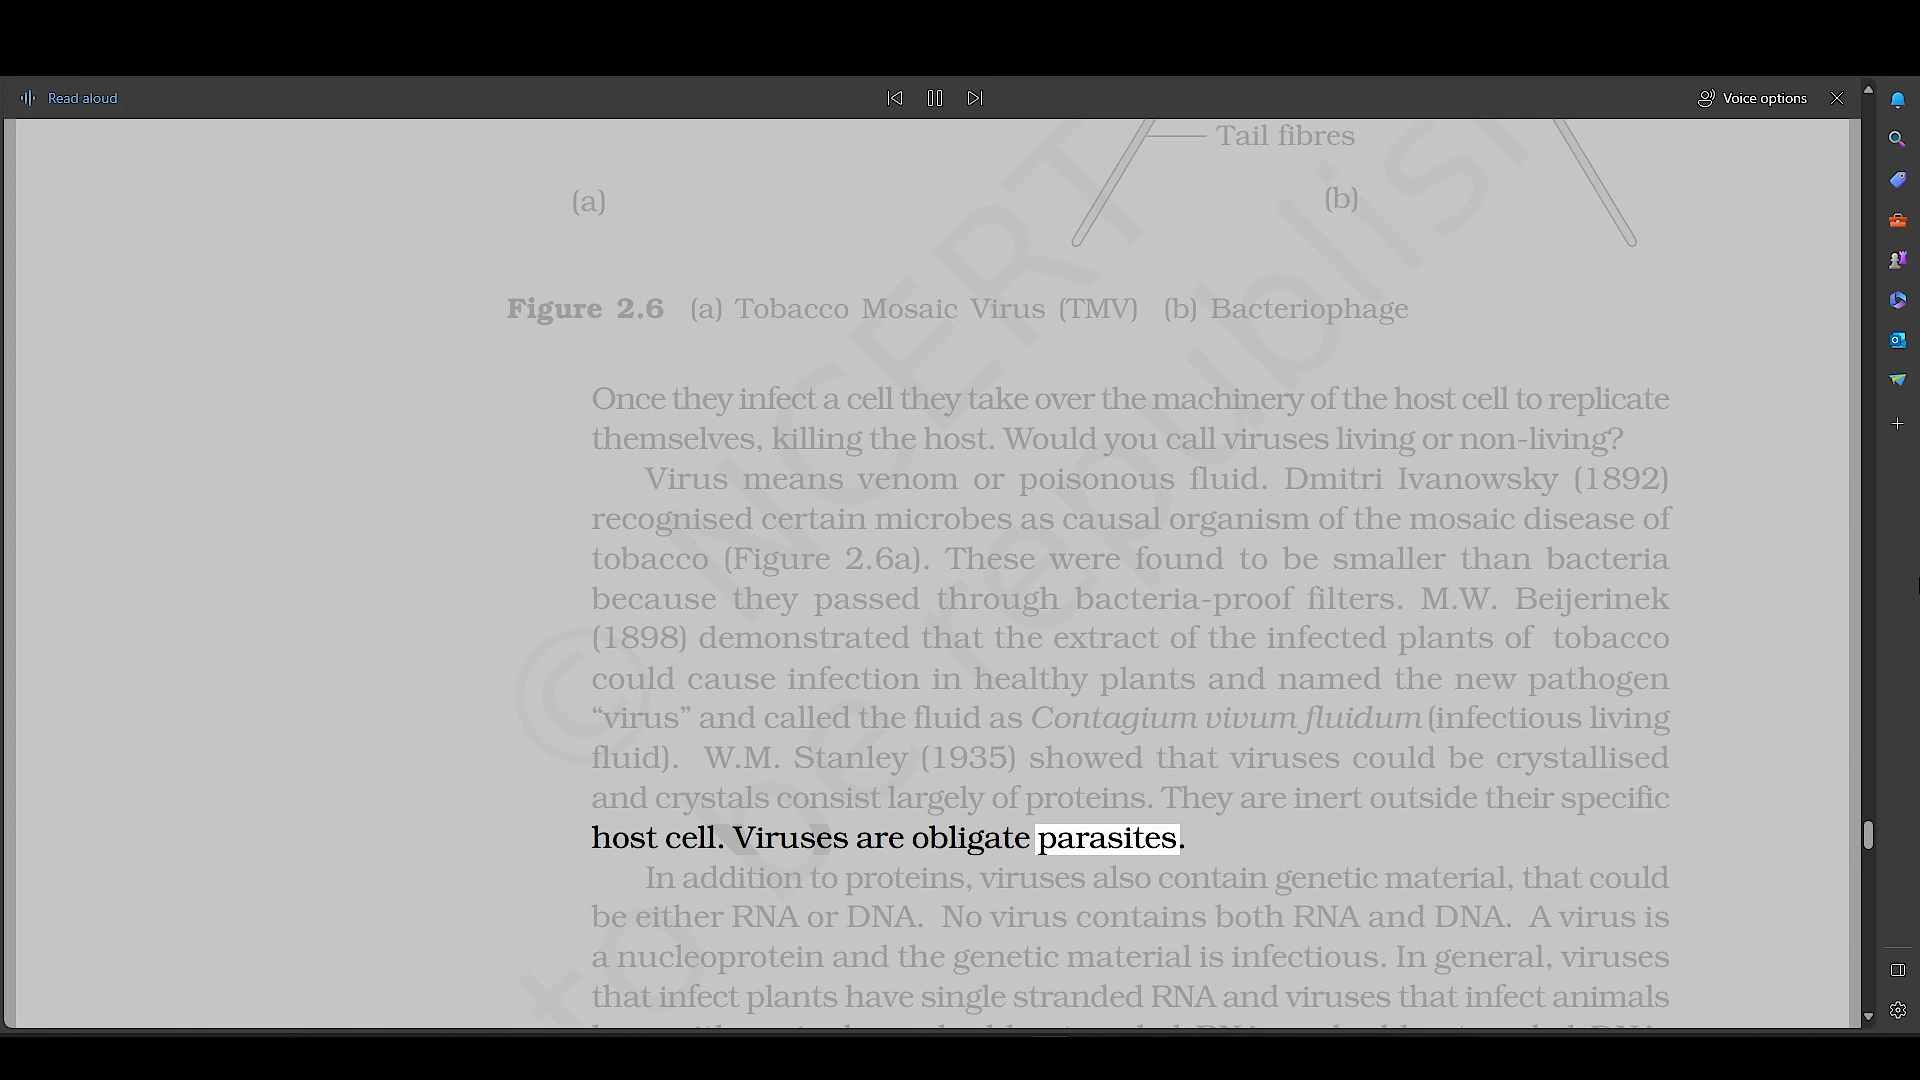 Read aloud
Voice options
Tail fibres
(a)
(b)
Figure 2.6 (a) Tobacco Mosaic Virus (TMV) (b) Bacteriophage
Once they infect a cell they take over the machinery of the host cell to replicate
themselves, killing the host. Would you call viruses living or non-living?
Virus means venom or poisonous fluid. Dmitri Ivanowsky (1892)
recognised certain microbes as causal organism of the mosaic disease of
tobacco (Figure 2.6a). These were found to be smaller than bacteria
because they passed through bacteria-proof filters. M.W. Beijerinek
(1898) demonstrated that the extract of the infected plants of tobacco
could cause infection in healthy plants and named the new pathogen
“virus” and called the fluid as Contagium vivum fluidum (infectious living
fluid). W.M. Stanley (1935) showed that viruses could be crystallised
and crystals consist largely of proteins. They are inert outside their specific
host cell. Viruses are obligate parasites.
In addition to proteins, viruses also contain genetic material, that could
be either RNA or DNA. No virus contains both RNA and DNA. A virus is
a nucleoprotein and the genetic material is infectious. In general, viruses
that infect plants have single stranded RNA and viruses that infect animals
© NCERT
to be republis